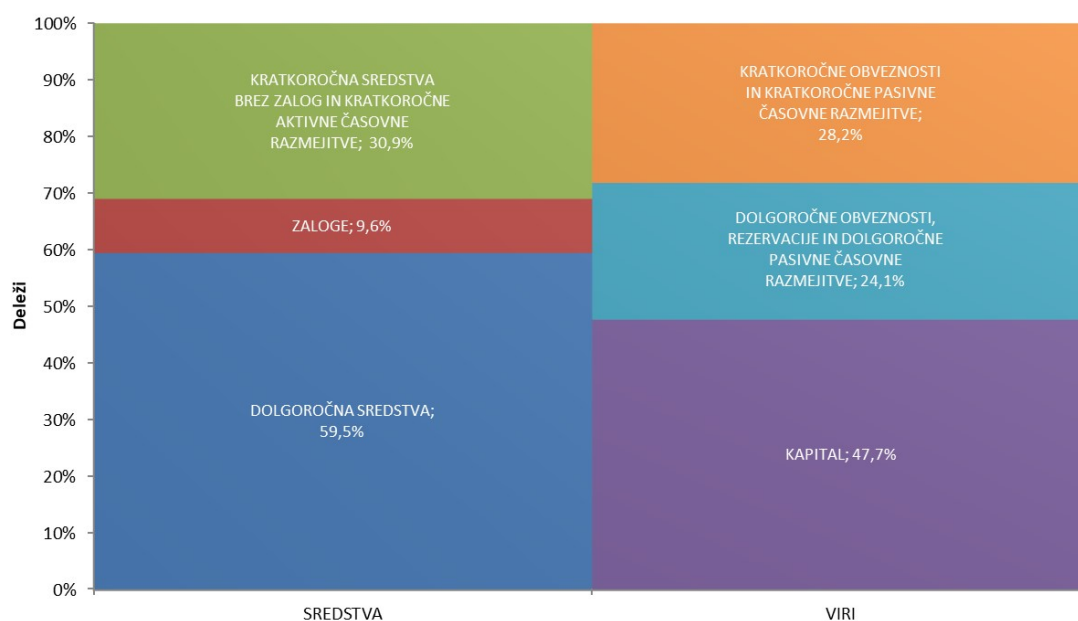 100%
90%
80%
70%
60%
50%
40%
30%
20%
10%
0%
Deleži
KRATKOROČNA SREDSTVA
BREZ ZALOG IN KRATKOROČNE
AKTIVNE ČASOVNE
RAZMEJITVE; 30,9%
ZALOGE; 9,6%
DOLGOROČNA SREDSTVA;
59,5%
KRATKOROČNE OBVEZNOSTI
IN KRATKOROČNE PASIVNE
ČASOVNE RAZMEJITVE;
28,2%
DOLGOROČNE OBVEZNOSTI,
REZERVACIJE IN DOLGOROČNE
PASIVNE ČASOVNE
RAZMEJITVE; 24,1%
KAPITAL; 47,7%
SREDSTVA
VIRI